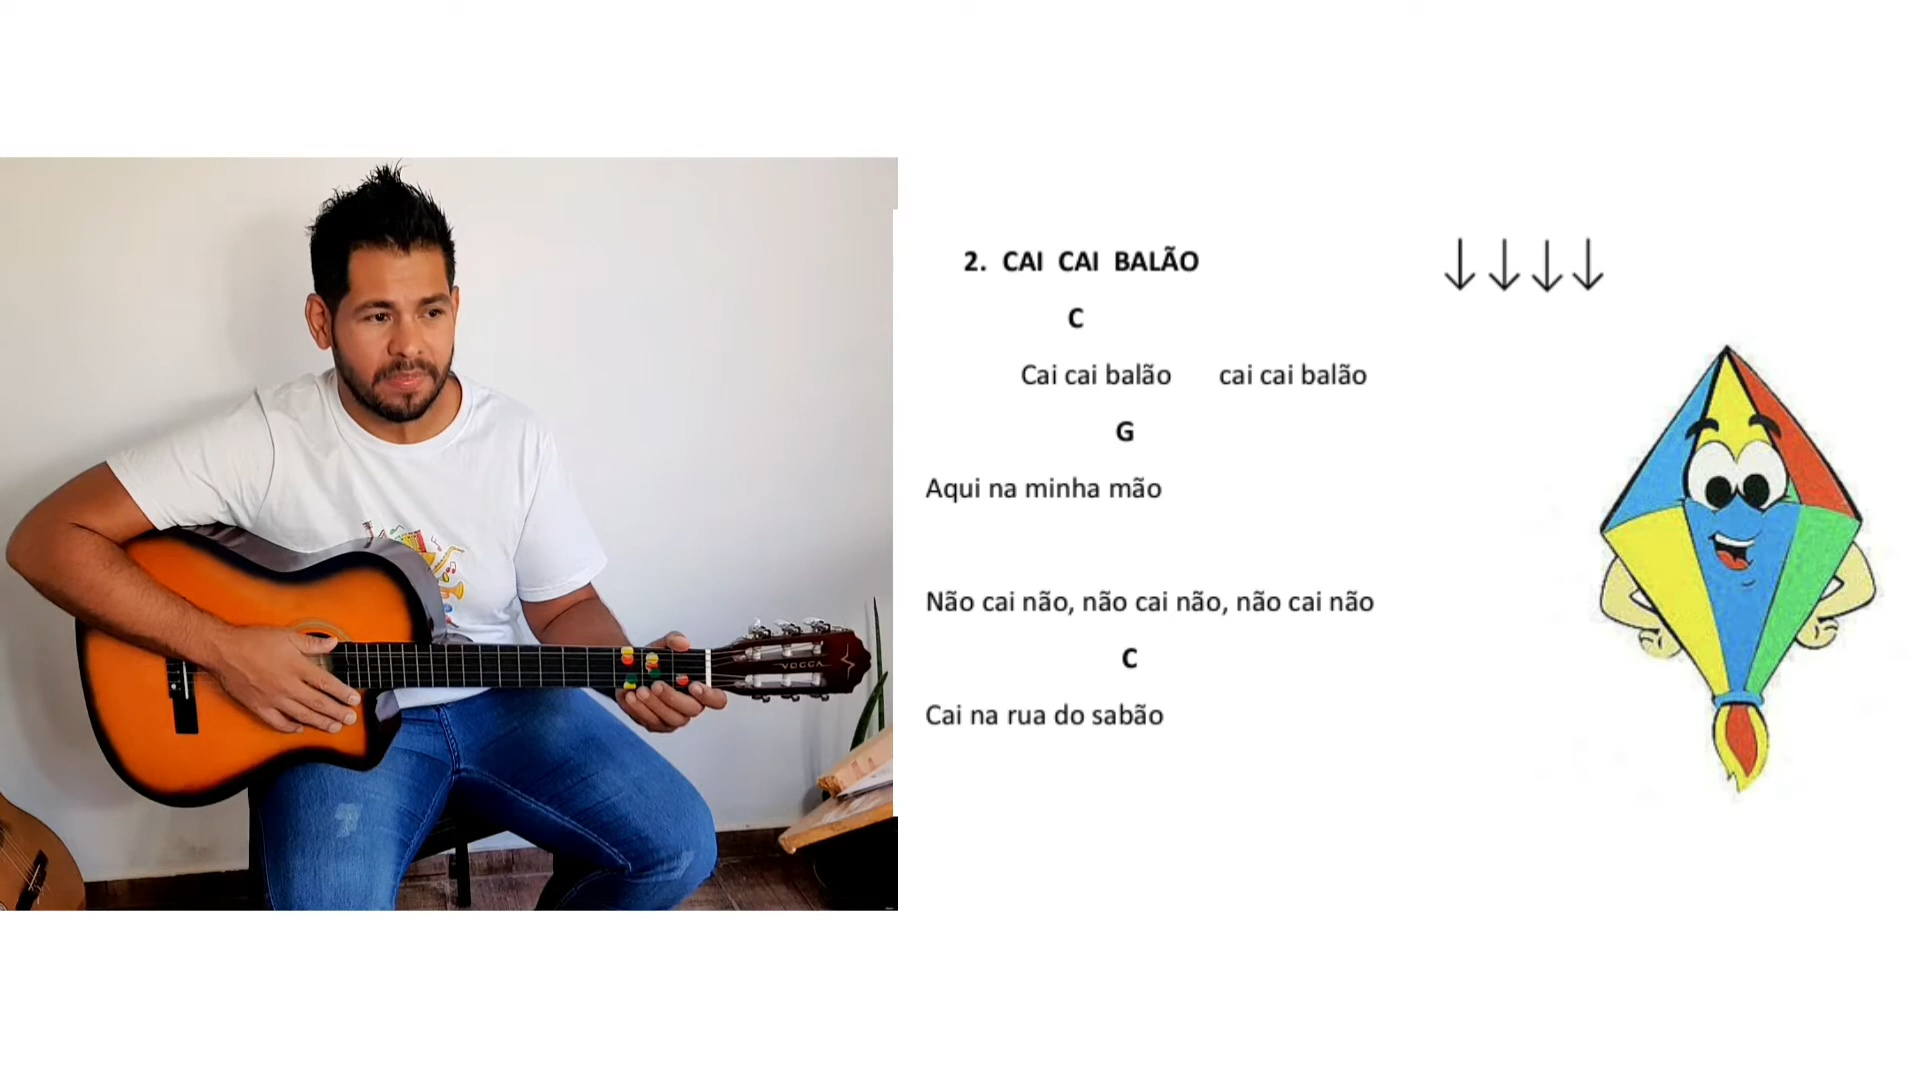 2. CAI CAI BALÃO ↓ ↓ ↓ ↓
C
Cai cai balão cai cai balão
G
Aqui na minha mão
Não cai não, não cai não, não cai não
C
Cai na rua do sabão
VOGGA